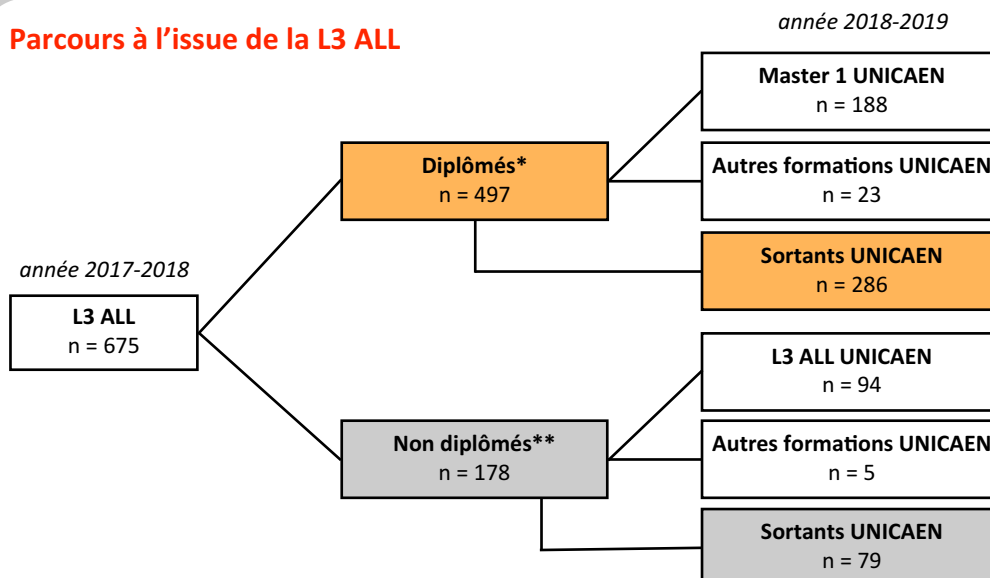 Parcours à l'issue de la L3 ALL
année 2018-2019
Master 1 UNICAEN
n = 188
Diplômés*
n = 497
Autres formations UNICAEN
n = 23
Sortants UNICAEN
n = 286
année 2017-2018
L3 ALL
n = 675
L3 ALL UNICAEN
n = 94
Non diplômés**
n = 178
Autres formations UNICAEN
n = 5
Sortants UNICAEN
n = 79